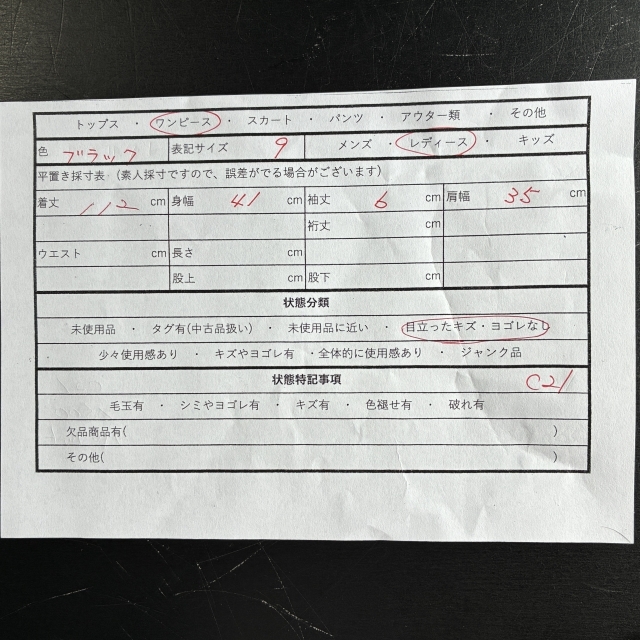 トップス ・ ワンピース ・ スカート ・ パンツ ・ アウター類 ・ その他
色 ブラック 表記サイズ 9 メンズ ・ レディース ・ キッズ
平置き採寸表 (素人採寸ですので、誤差がでる場合がございます)
着丈 112 cm 身幅 41 cm 袖丈 6 cm 肩幅 35 cm
裄丈 cm
ウエスト cm 長さ cm
股上 cm 股下 cm
状態分類
未使用品 ・ タグ有(中古品扱い) ・ 未使用品に近い ・ 目立ったキズ・ヨゴレなし
少々使用感あり ・ キズやヨゴレ有 ・全体的に使用感あり ・ ジャンク品
状態特記事項 C21
毛玉有 ・ シミやヨゴレ有 ・ キズ有 ・ 色褪せ有 ・ 破れ有
欠品商品有( )
その他( )